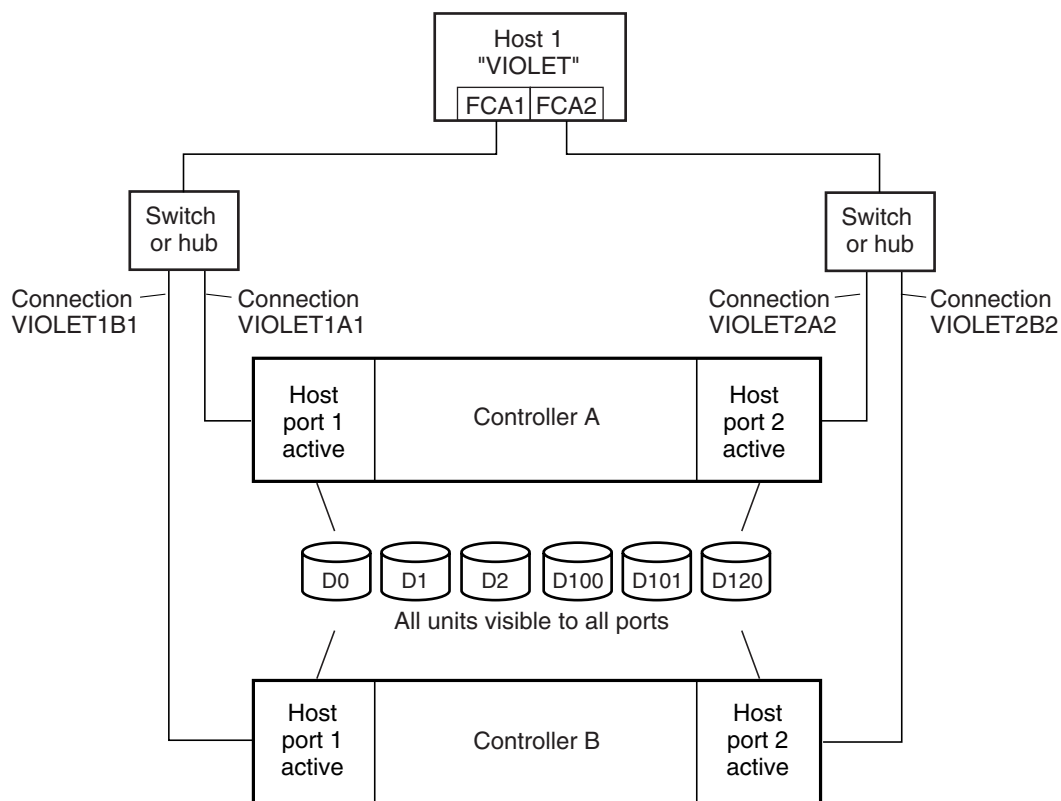 Host 1
"VIOLET"
FCA1 FCA2
Switch
or hub
Switch
or hub
Connection
VIOLET1B1
Connection
VIOLET1A1
Connection
VIOLET2A2
Connection
VIOLET2B2
Host
port 1
active
Controller A
Host
port 2
active
D0 D1 D2 D100 D101 D120
All units visible to all ports
Host
port 1
active
Controller B
Host
port 2
active